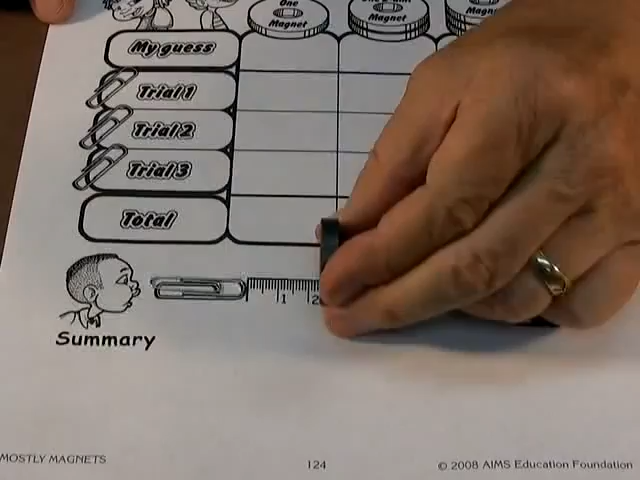 One
Magnet
Magnet
Magn
My guess
Trial 1
Trial 2
Trial 3
Total
1 2
Summary
MOSTLY MAGNETS
124
© 2008 AIMS Education Foundation